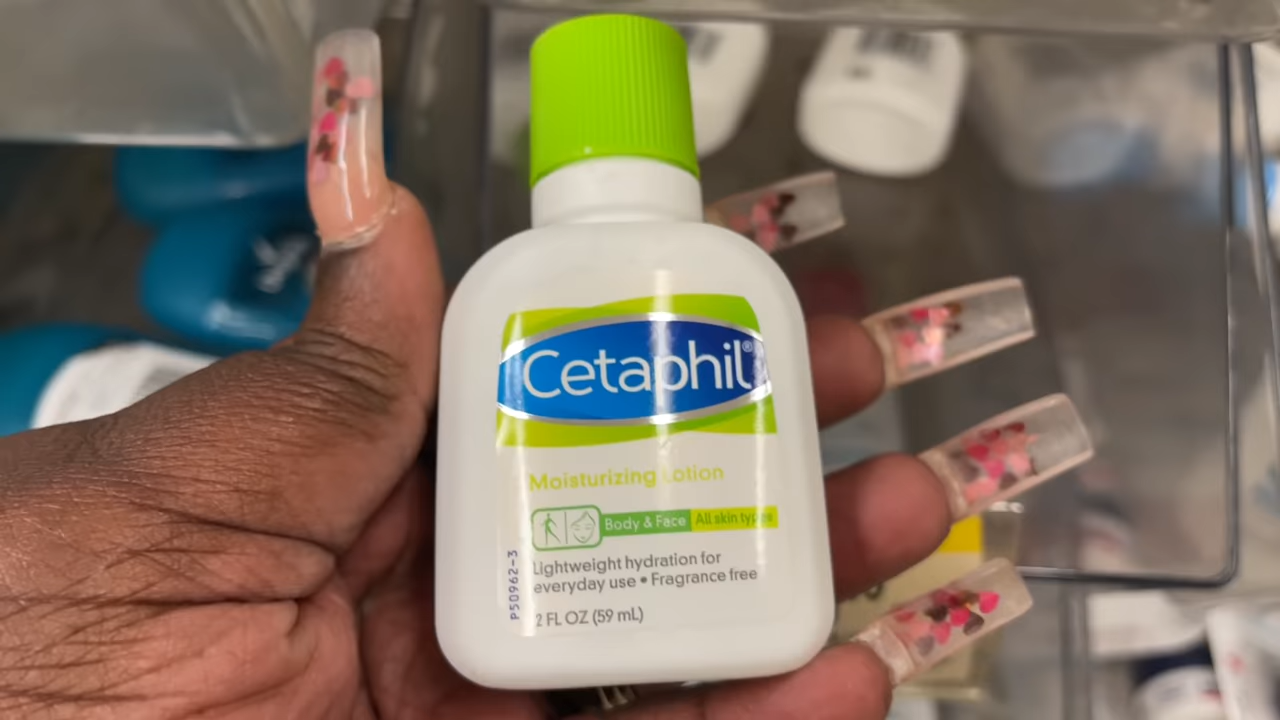 Cetaphil®
Moisturizing Lotion
Body & Face All skin types
Lightweight hydration for
everyday use • Fragrance free
2 FL OZ (59 mL)
P50962-3